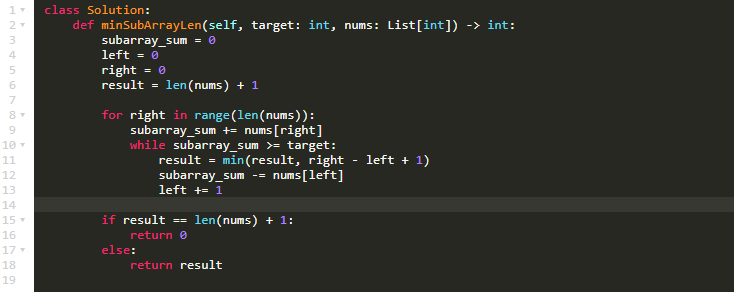 1 class Solution:
2     def minSubArrayLen(self, target: int, nums: List[int]) -> int:
3         subarray_sum = 0
4         left = 0
5         right = 0
6         result = len(nums) + 1
7
8         for right in range(len(nums)):
9             subarray_sum += nums[right]
10             while subarray_sum >= target:
11                 result = min(result, right - left + 1)
12                 subarray_sum -= nums[left]
13                 left += 1
14
15         if result == len(nums) + 1:
16             return 0
17         else:
18             return result
19